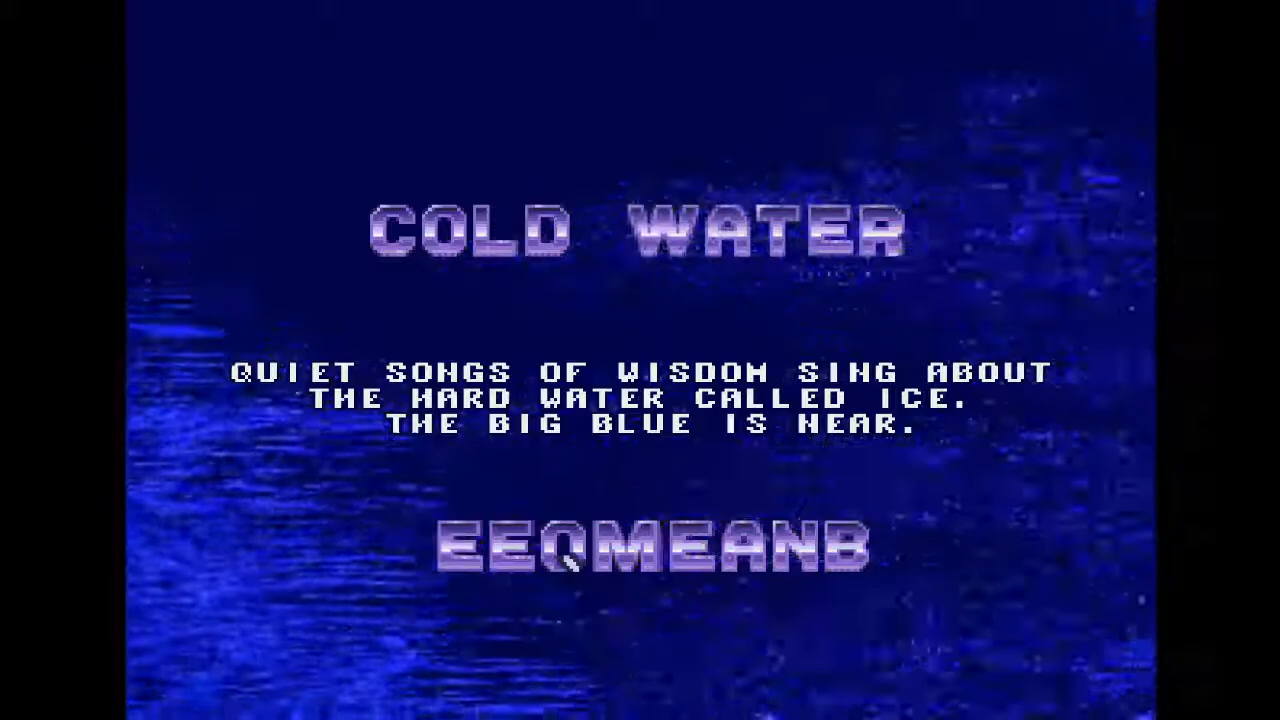 COLD WATER
QUIET SONGS OF WISDOM SING ABOUT
THE HARD WATER CALLED ICE.
THE BIG BLUE IS NEAR.
EEQMEANB